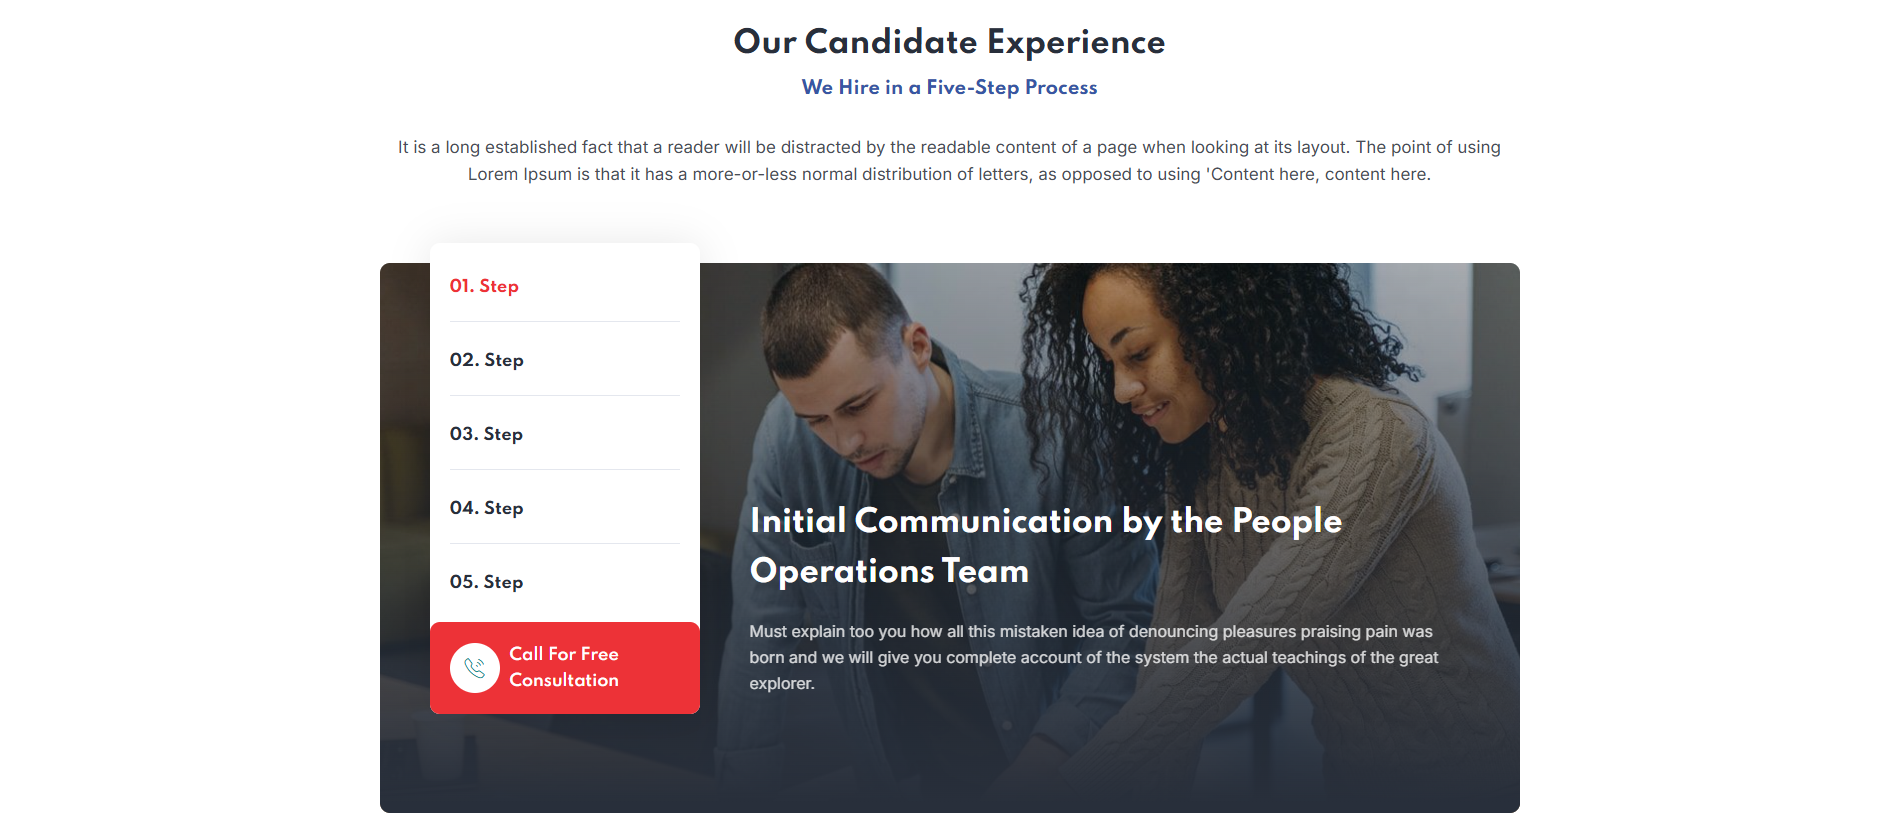 Our Candidate Experience
We Hire in a Five-Step Process
It is a long established fact that a reader will be distracted by the readable content of a page when looking at its layout. The point of using
Lorem Ipsum is that it has a more-or-less normal distribution of letters, as opposed to using 'Content here, content here.
01. Step
02. Step
03. Step
04. Step
05. Step
Call For Free
Consultation
Initial Communication by the People
Operations Team
Must explain too you how all this mistaken idea of denouncing pleasures praising pain was
born and we will give you complete account of the system the actual teachings of the great
explorer.